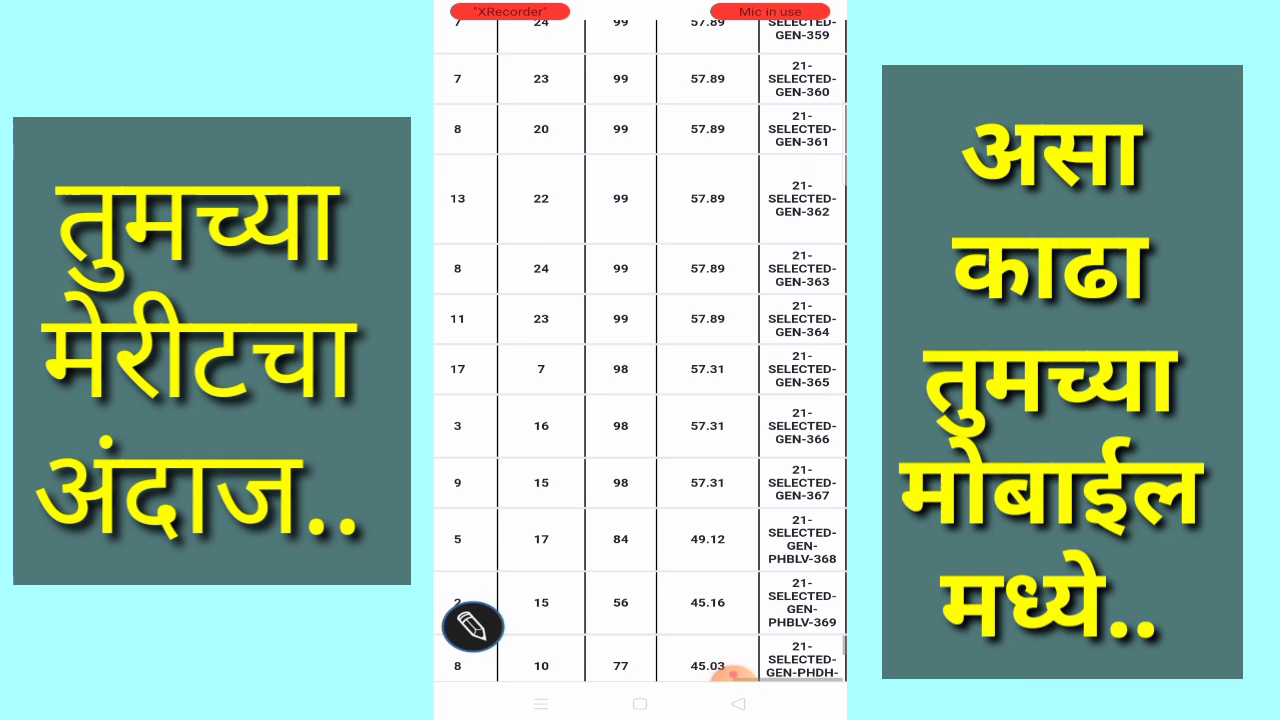 तुमच्या
मेरीटचा
अंदाज..
"XRecorder" Mic in use
7 24 99 57.89 SELECTED-
GEN-359
7 23 99 57.89 21-
SELECTED-
GEN-360
8 20 99 57.89 21-
SELECTED-
GEN-361
13 22 99 57.89 21-
SELECTED-
GEN-362
8 24 99 57.89 21-
SELECTED-
GEN-363
11 23 99 57.89 21-
SELECTED-
GEN-364
17 7 98 57.31 21-
SELECTED-
GEN-365
3 16 98 57.31 21-
SELECTED-
GEN-366
9 15 98 57.31 21-
SELECTED-
GEN-367
5 17 84 49.12 21-
SELECTED-
GEN-
PHBLV-368
2 15 56 45.16 21-
SELECTED-
GEN-
PHBLV-369
8 10 77 45.03 21-
SELECTED-
GEN-PHDH-
असा
काढा
तुमच्या
मोबाईल
मध्ये..